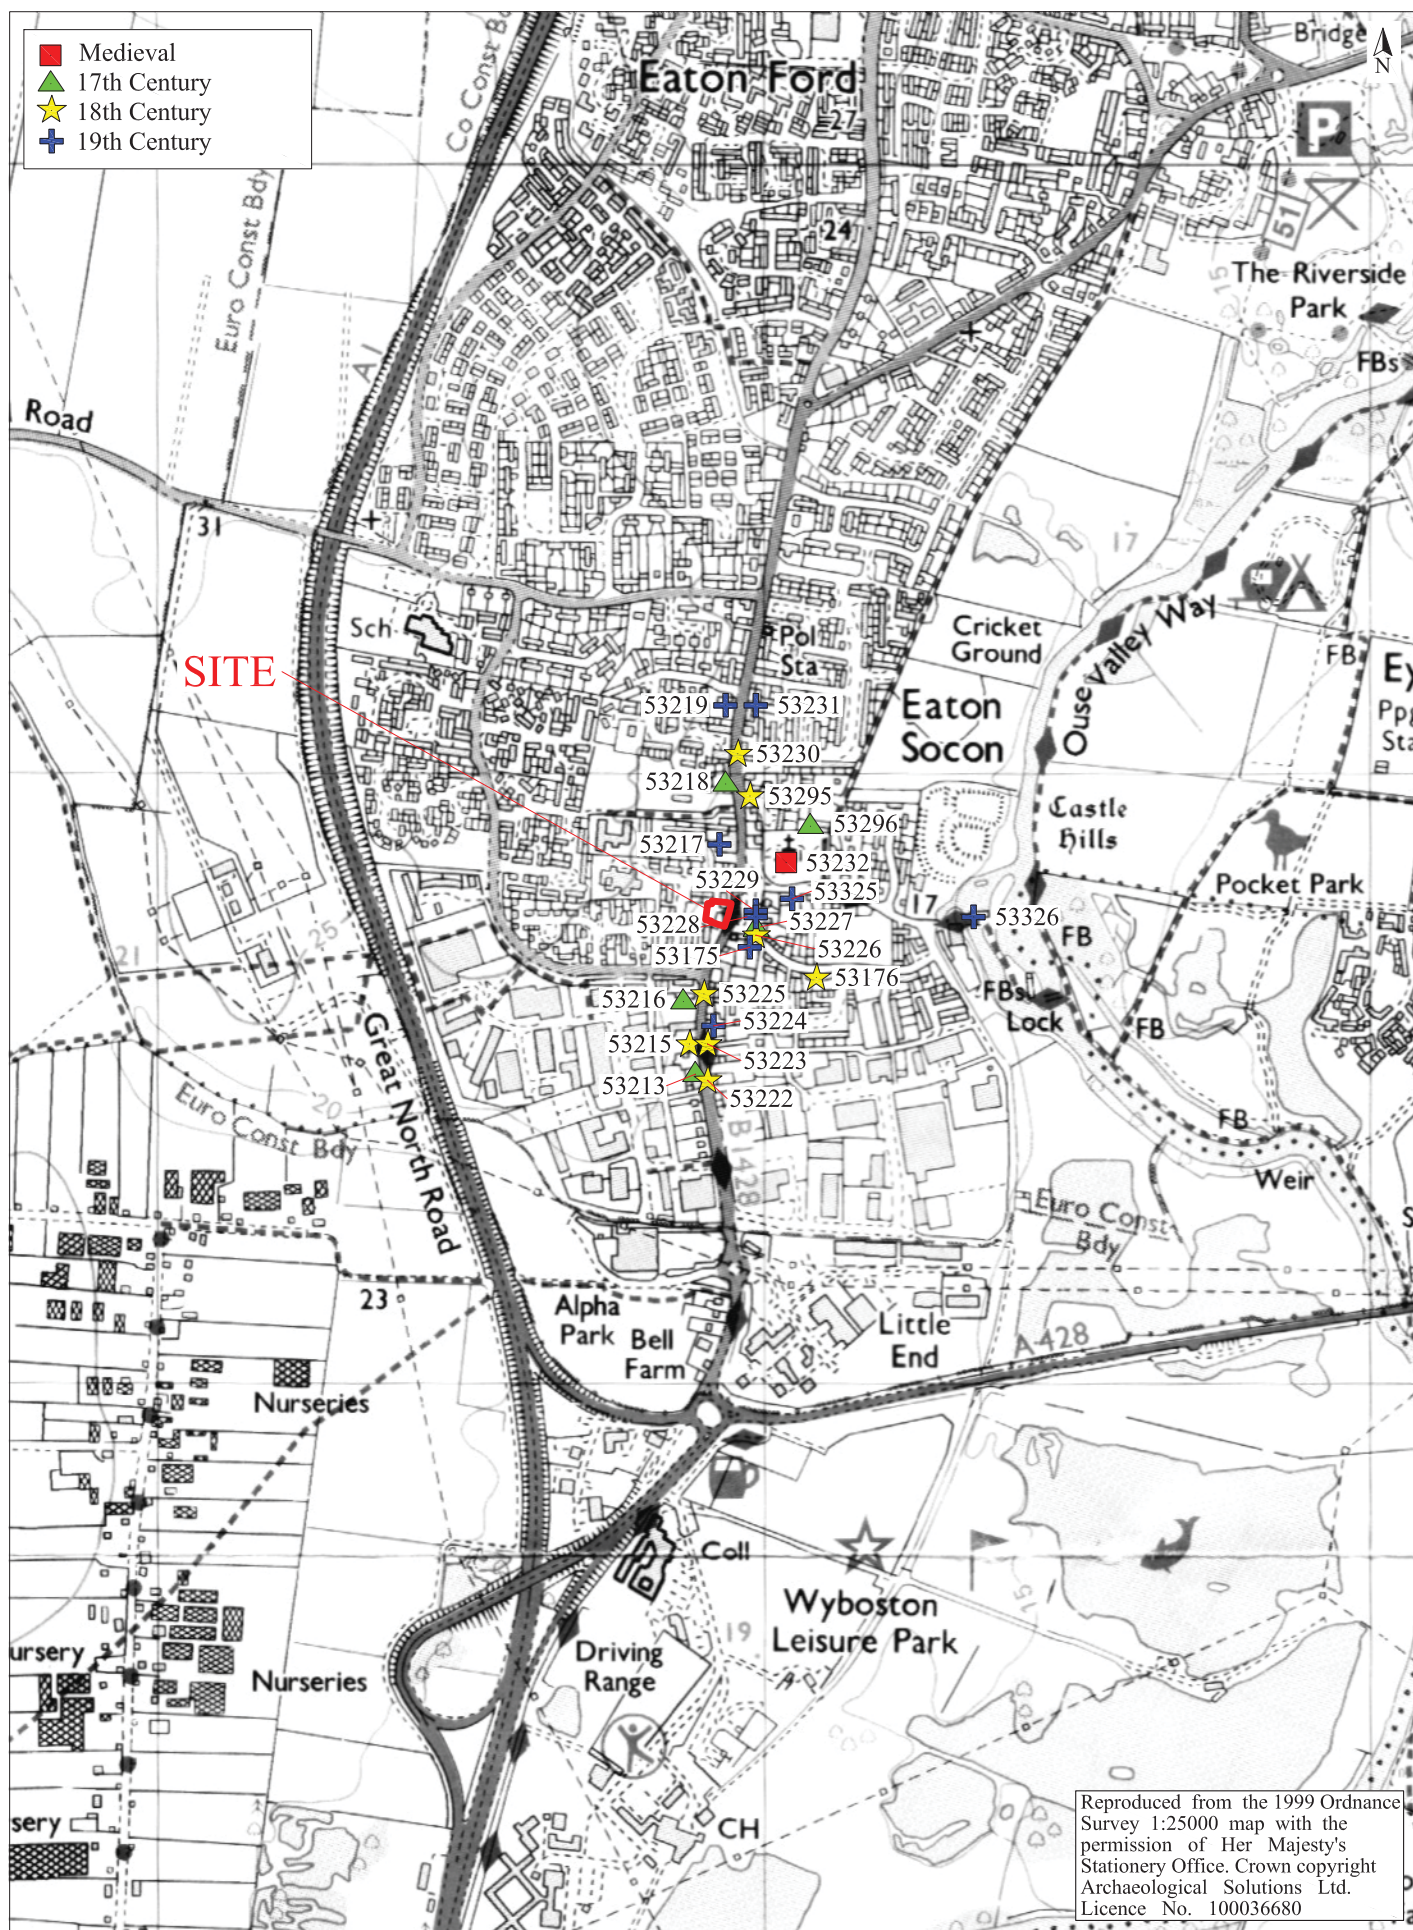 Medieval
17th Century
18th Century
19th Century
N
Bridge
Eaton Ford
27
Co Const B
P
24
51
Euro Const Bdy
15
The Riverside
Park
A1
FBs
Road
31
17
Sch
Pol
Sta
Cricket
Ground
Ouse Valley Way
FB
SITE
Ey
Ppg
Sta
53219
53231
Eaton
Socon
53230
53218
53295
Castle
Hills
53296
53217
53232
53229
53325
Pocket Park
17
53326
53228
53227
25
21
FB
53226
53175
53176
53216
53225
FBs
Lock
53224
FB
53215
53223
53213
53222
Great North Road
20
Euro Const Bdy
FB
B1428
Weir
Euro Const
Bdy
S
23
Alpha
Park
Bell
Farm
Little
End
A428
Nurseries
Coll
15
Wyboston
Leisure Park
19
ursery
Nurseries
Driving
Range
sery
CH
Reproduced from the 1999 Ordnance
Survey 1:25000 map with the
permission of Her Majesty's
Stationery Office. Crown copyright
Archaeological Solutions Ltd.
Licence No. 100036680